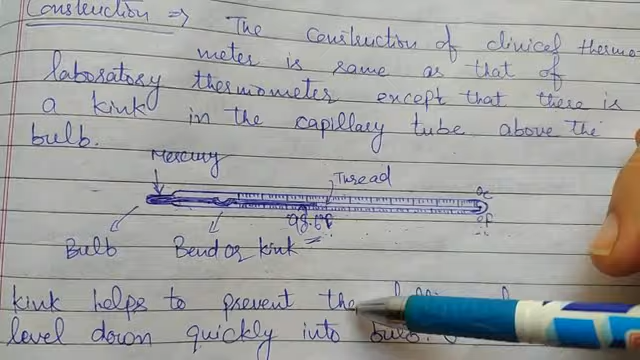 Construction ⇒ The construction of clinical thermo-
meter is same as that of
laboratory thermometer except that there is
a kink in the capillary tube above the
bulb.
Mercury
Thread
°C
98.6°F
°F
Bulb
Bend or kink
kink helps to prevent the
level down quickly into bulb.